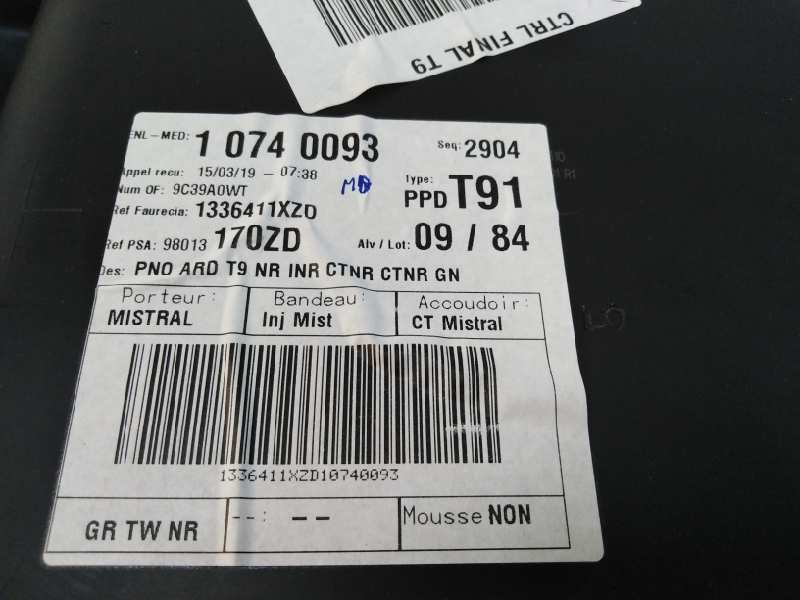 CTRL FINAL T9
ENL-MED: 1 074 0093 Seq: 2904
Appel recu: 15/03/19 - 07:38
Num OF: 9C39A0WT MD Type: PPD T91
Ref Faurecia: 1336411XZD
Ref PSA: 98013 170ZD Alv / Lot: 09 / 84
Des: PNO ARD T9 NR INR CTNR CTNR GN
Porteur: Bandeau: Accoudoir:
MISTRAL Inj Mist CT Mistral
1336411XZD10740093
GR TW NR --: -- Mousse NON